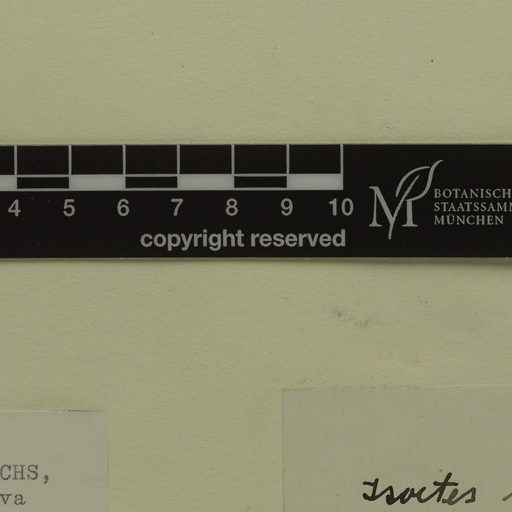 4 5 6 7 8 9 10
copyright reserved
BOTANISCH
STAATSSAMM
MÜNCHEN
CHS,
va
Isoetes